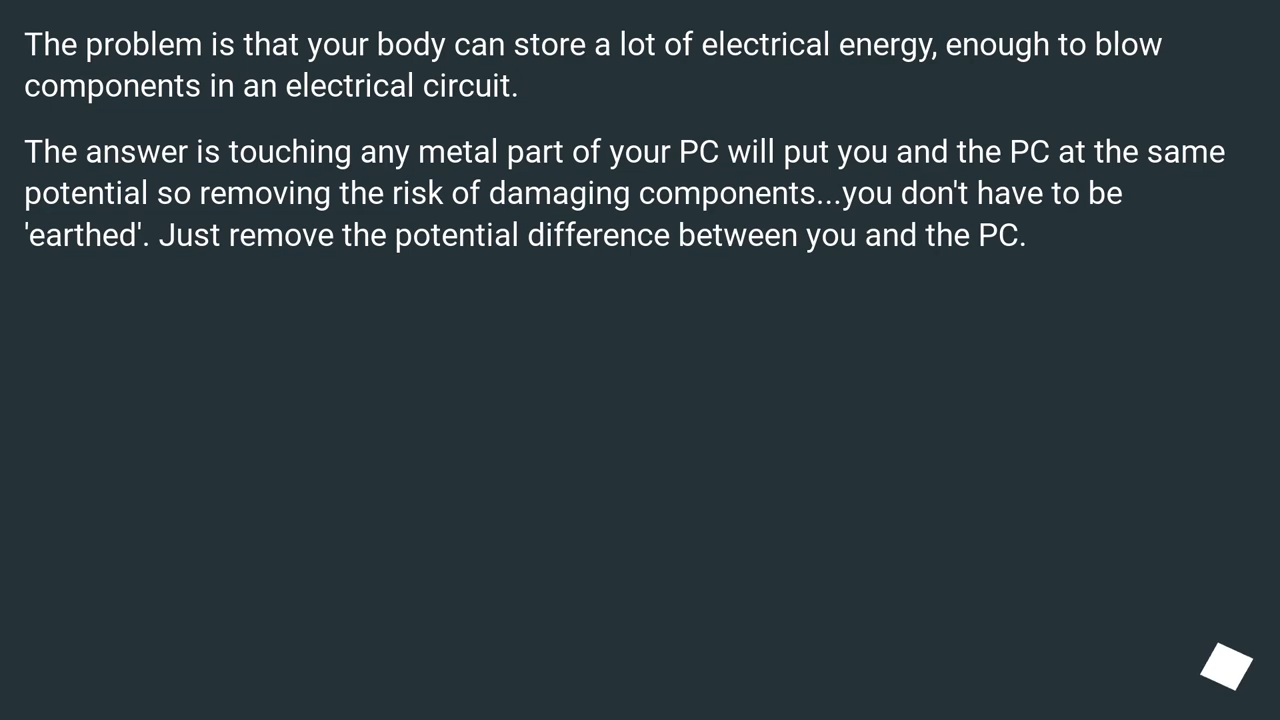 The problem is that your body can store a lot of electrical energy, enough to blow
components in an electrical circuit.
The answer is touching any metal part of your PC will put you and the PC at the same
potential so removing the risk of damaging components...you don't have to be
'earthed'. Just remove the potential difference between you and the PC.